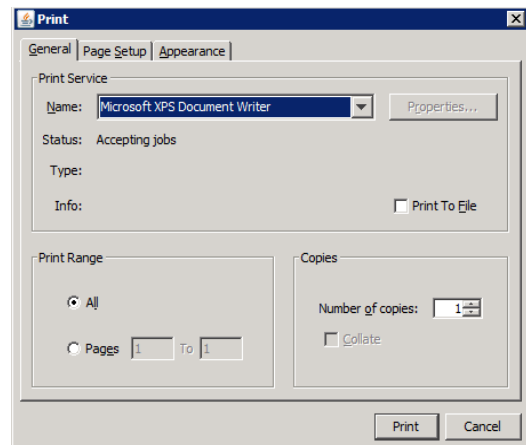 Print
General Page Setup Appearance
Print Service
Name: Microsoft XPS Document Writer Properties...
Status: Accepting jobs
Type:
Info: Print To File
Print Range
All
Pages 1 To 1
Copies
Number of copies: 1
Collate
Print Cancel